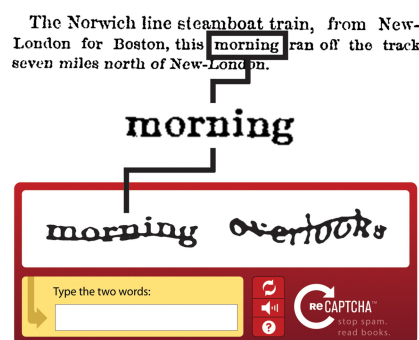 The Norwich line steamboat train, from New-
London for Boston, this morning ran off the track
seven miles north of New-London.
morning
morning overlooks
Type the two words:
reCAPTCHA™
stop spam.
read books.